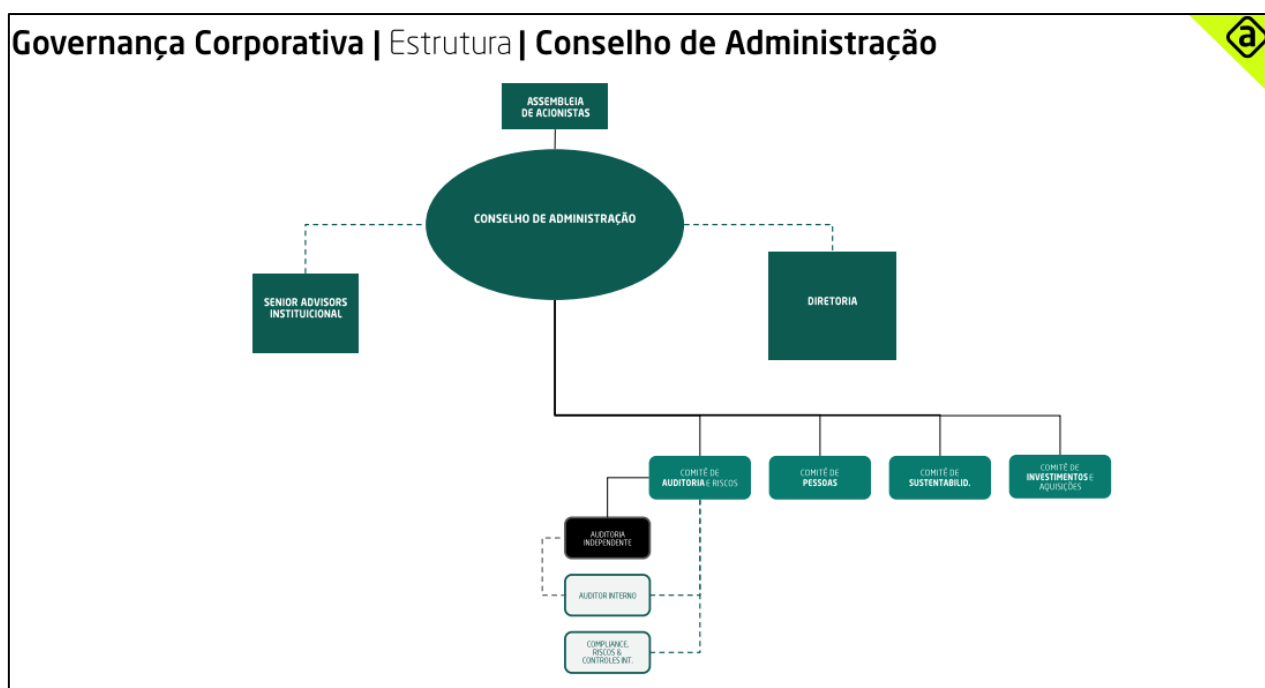 Governança Corporativa | Estrutura | Conselho de Administração
a
ASSEMBLEIA
DE ACIONISTAS
CONSELHO DE ADMINISTRAÇÃO
SENIOR ADVISORS
INSTITUICIONAL
DIRETORIA
COMITÊ DE
AUDITORIA E RISCOS
COMITÊ DE
PESSOAS
COMITÊ DE
SUSTENTABILID.
COMITÊ DE
INVESTIMENTOS E
AQUISIÇÕES
AUDITORIA
INDEPENDENTE
AUDITOR INTERNO
COMPLIANCE,
RISCOS &
CONTROLES INT.